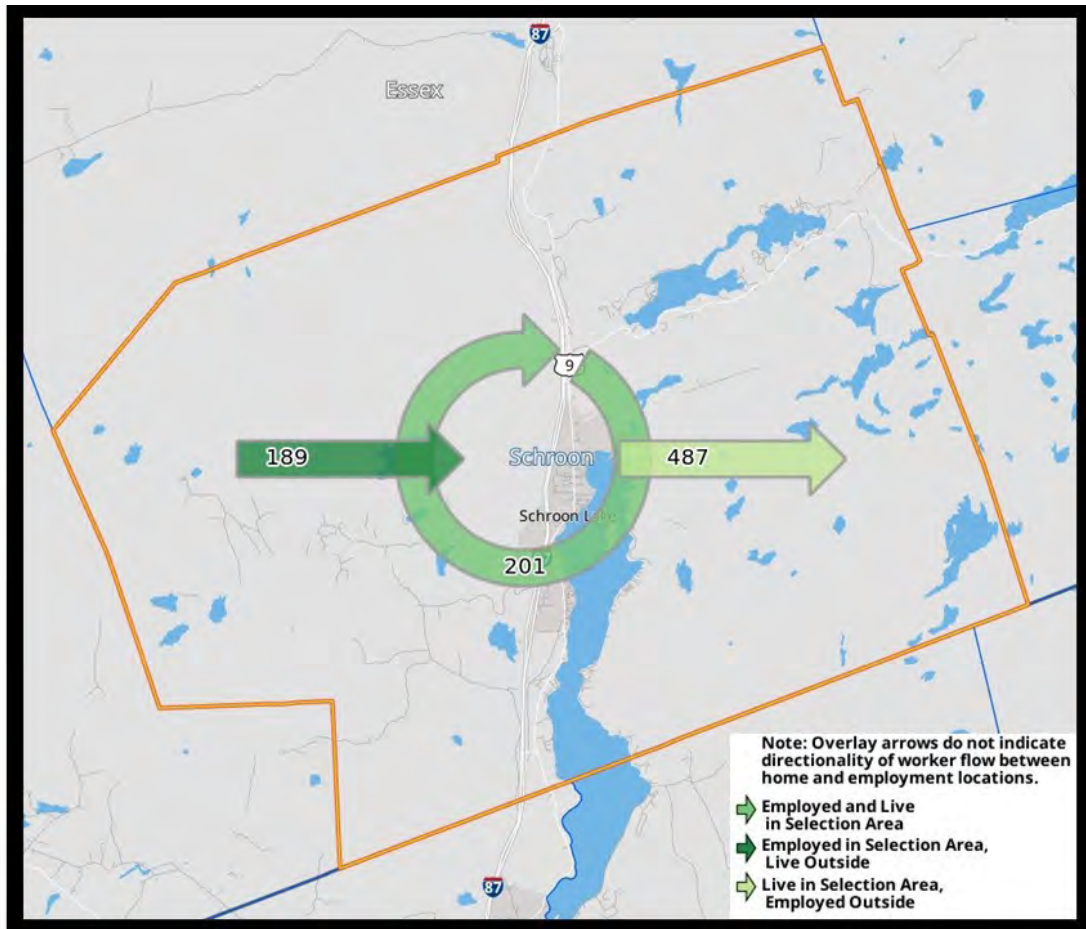 87
Essex
9
189
Schroon
487
Schroon Lake
201
Note: Overlay arrows do not indicate
directionality of worker flow between
home and employment locations.
Employed and Live
in Selection Area
Employed in Selection Area,
Live Outside
Live in Selection Area,
Employed Outside
87